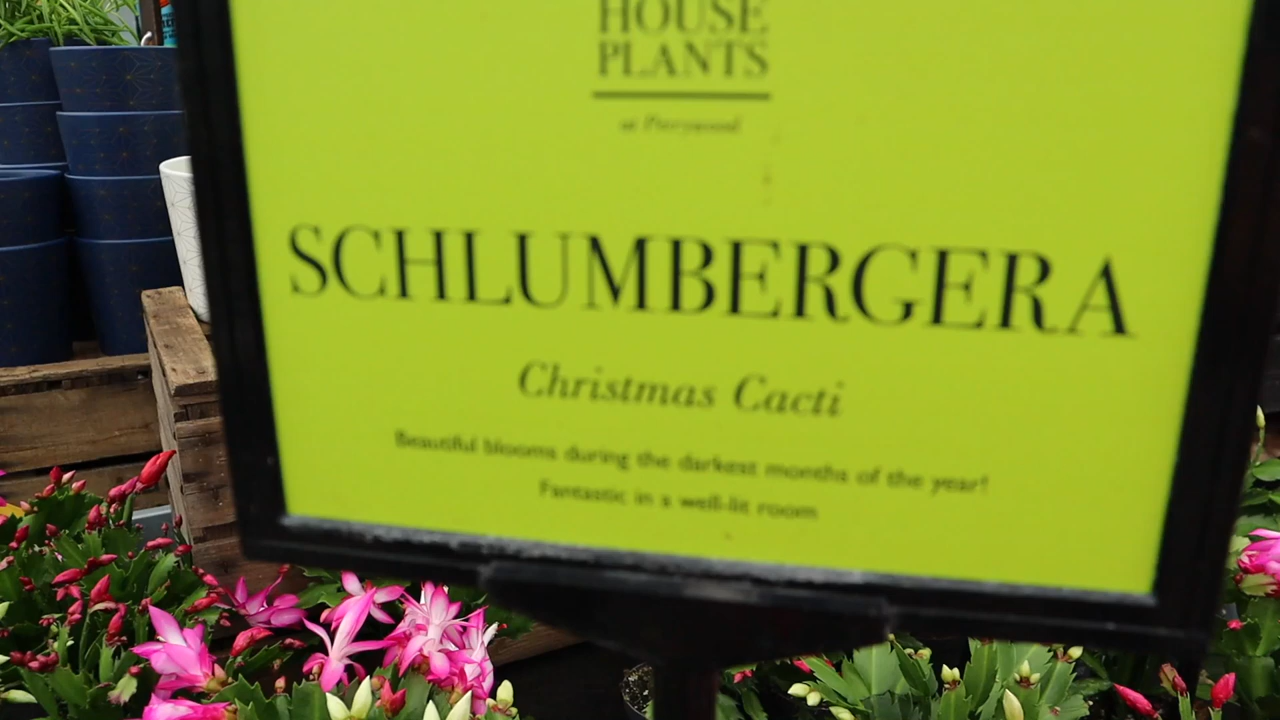 HOUSE
PLANTS
at Perrywood
SCHLUMBERGERA
Christmas Cacti
Beautiful blooms during the darkest months of the year!
Fantastic in a well-lit room